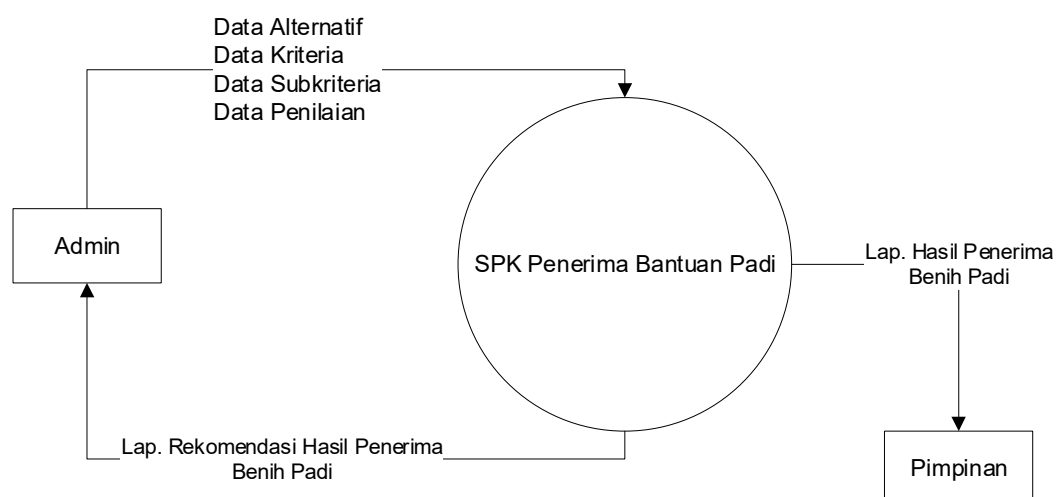 Data Alternatif
Data Kriteria
Data Subkriteria
Data Penilaian
Admin
SPK Penerima Bantuan Padi
Lap. Hasil Penerima
Benih Padi
Lap. Rekomendasi Hasil Penerima
Benih Padi
Pimpinan